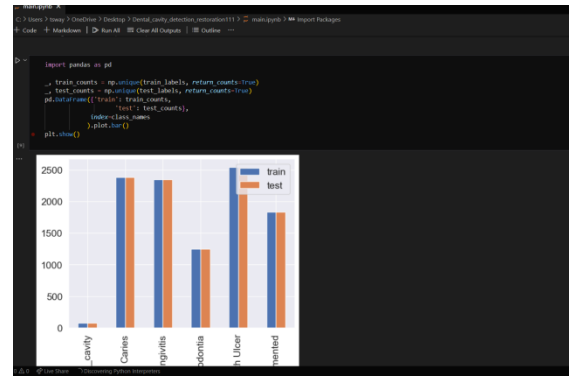 main.ipynb ×
C: > Users > tsway > OneDrive > Desktop > Dental_cavity_detection_restoration111 > main.ipynb > Import Packages
+ Code + Markdown | Run All Clear All Outputs | Outline ...
import pandas as pd
_, train_counts = np.unique(train_labels, return_counts=True)
_, test_counts = np.unique(test_labels, return_counts=True)
pd.DataFrame({'train': train_counts,
'test': test_counts},
index=class_names
).plot.bar()
plt.show()
...
2500
2000
1500
1000
500
0
train
test
_cavity
Caries
ngivitis
odontia
h Ulcer
mented
0 0 Live Share Discovering Python Interpreters